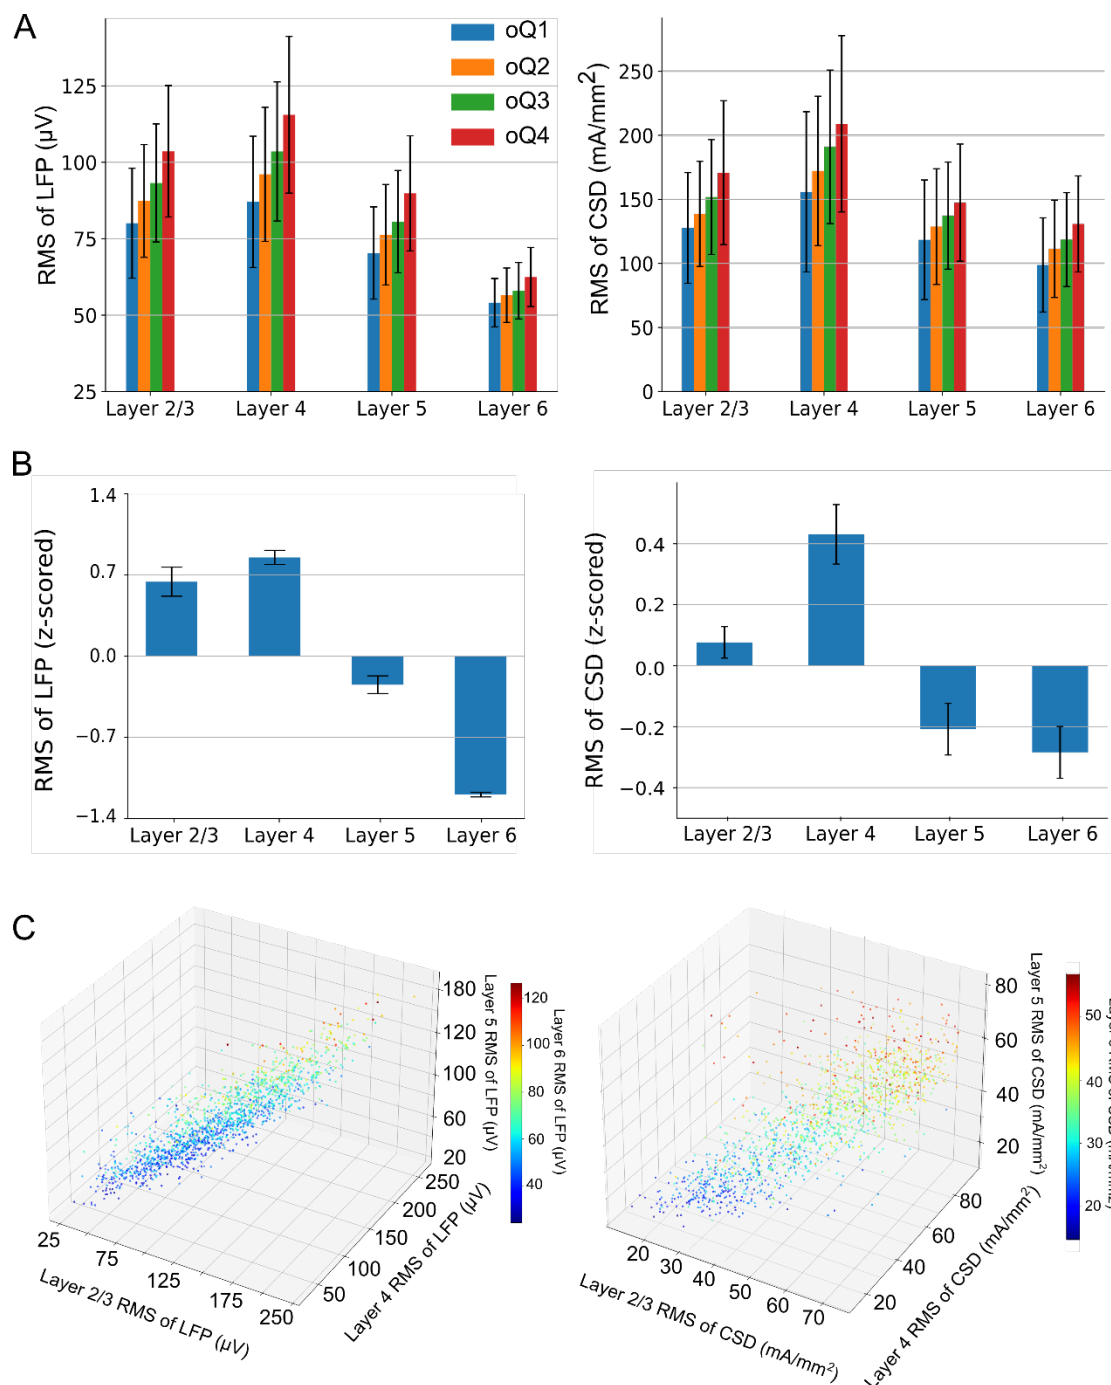 A
oQ1
oQ2
oQ3
oQ4
RMS of LFP (µV)
125
100
75
50
25
Layer 2/3 Layer 4 Layer 5 Layer 6
RMS of CSD (mA/mm²)
250
200
150
100
50
0
Layer 2/3 Layer 4 Layer 5 Layer 6
B
RMS of LFP (z-scored)
1.4
0.7
0.0
−0.7
−1.4
Layer 2/3 Layer 4 Layer 5 Layer 6
RMS of CSD (z-scored)
0.4
0.2
0.0
−0.2
−0.4
Layer 2/3 Layer 4 Layer 5 Layer 6
C
180
120
100
60
20
Layer 5 RMS of LFP (µV)
120
100
80
60
40
Layer 6 RMS of LFP (µV)
250
200
150
100
50
Layer 4 RMS of LFP (µV)
25 75 125 175 250
Layer 2/3 RMS of LFP (µV)
80
60
40
20
Layer 5 RMS of CSD (mA/mm²)
50
40
30
20
80
60
40
20
Layer 4 RMS of CSD (mA/mm²)
20 30 40 50 60 70
Layer 2/3 RMS of CSD (mA/mm²)